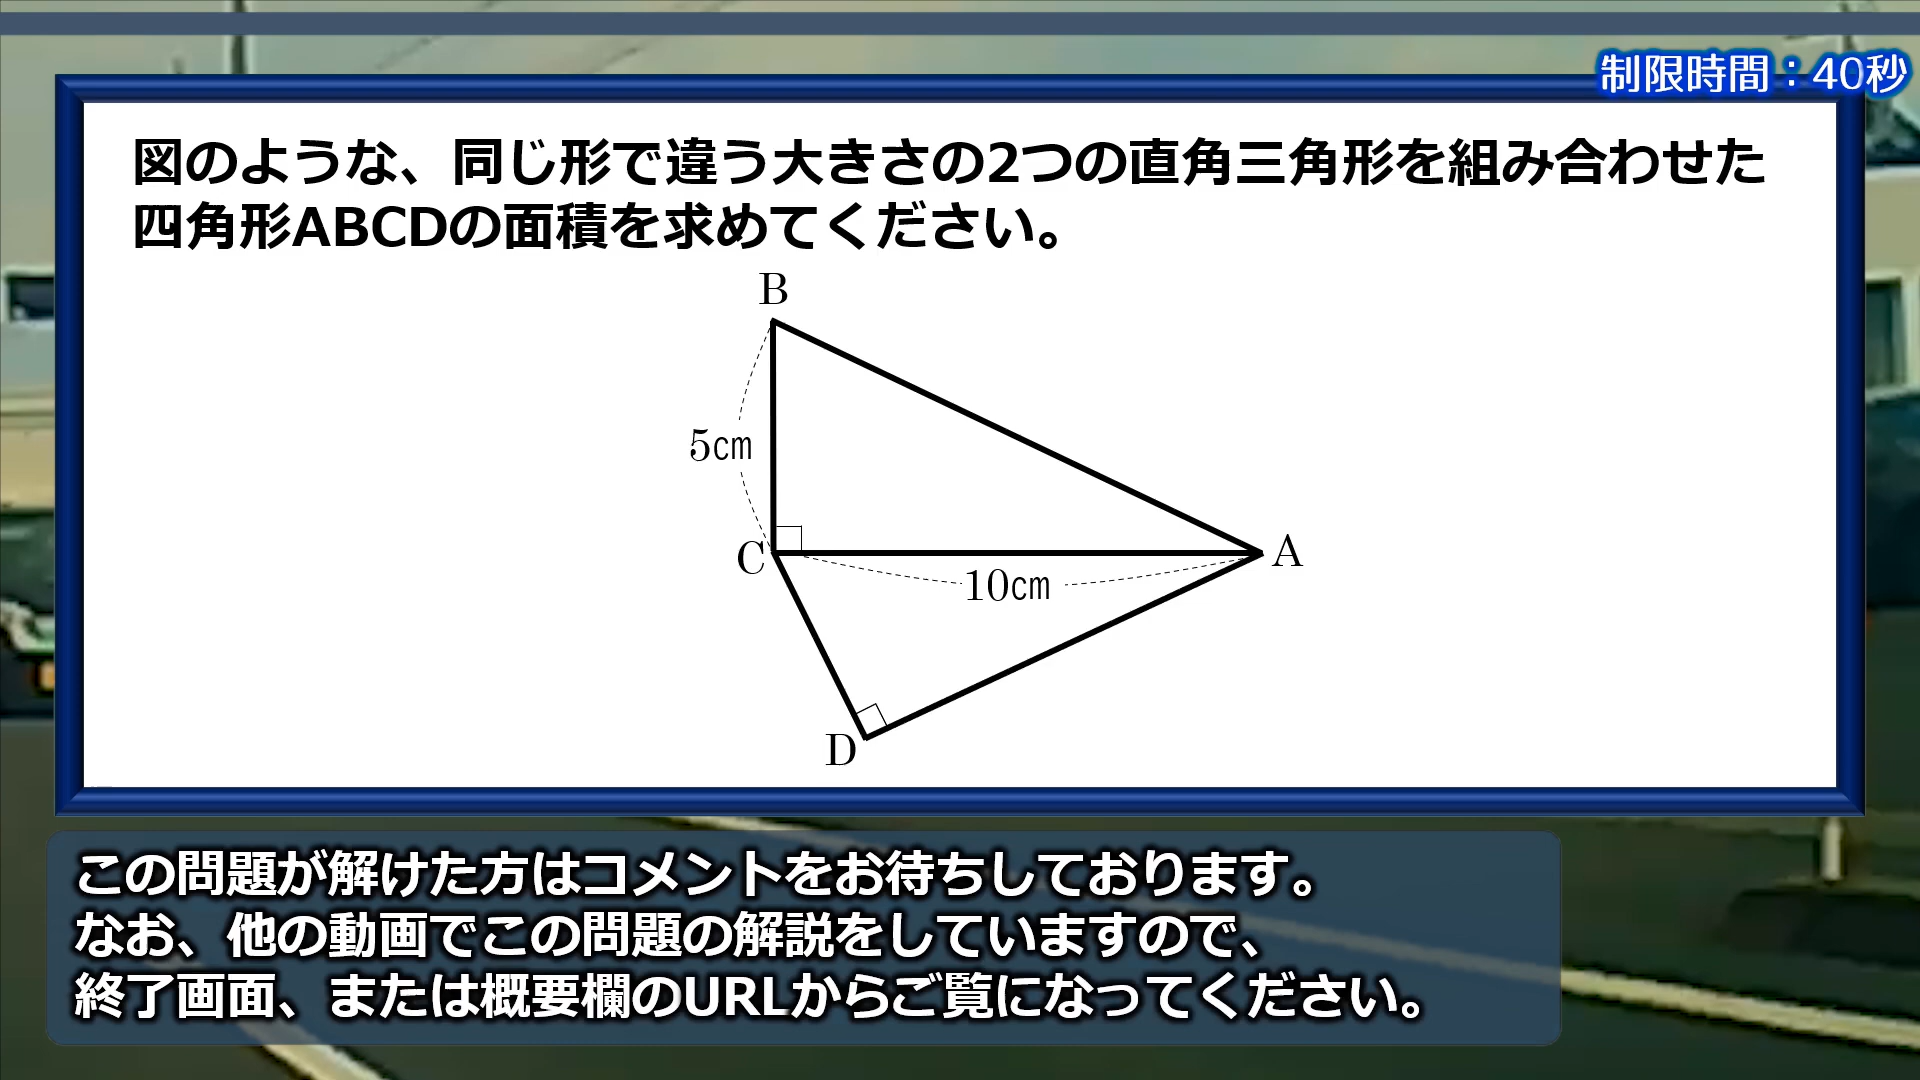 制限時間：40秒
図のような、同じ形で違う大きさの2つの直角三角形を組み合わせた
四角形ABCDの面積を求めてください。
B
5㎝
C
A
10㎝
D
この問題が解けた方はコメントをお待ちしております。
なお、他の動画でこの問題の解説をしていますので、
終了画面、または概要欄のURLからご覧になってください。